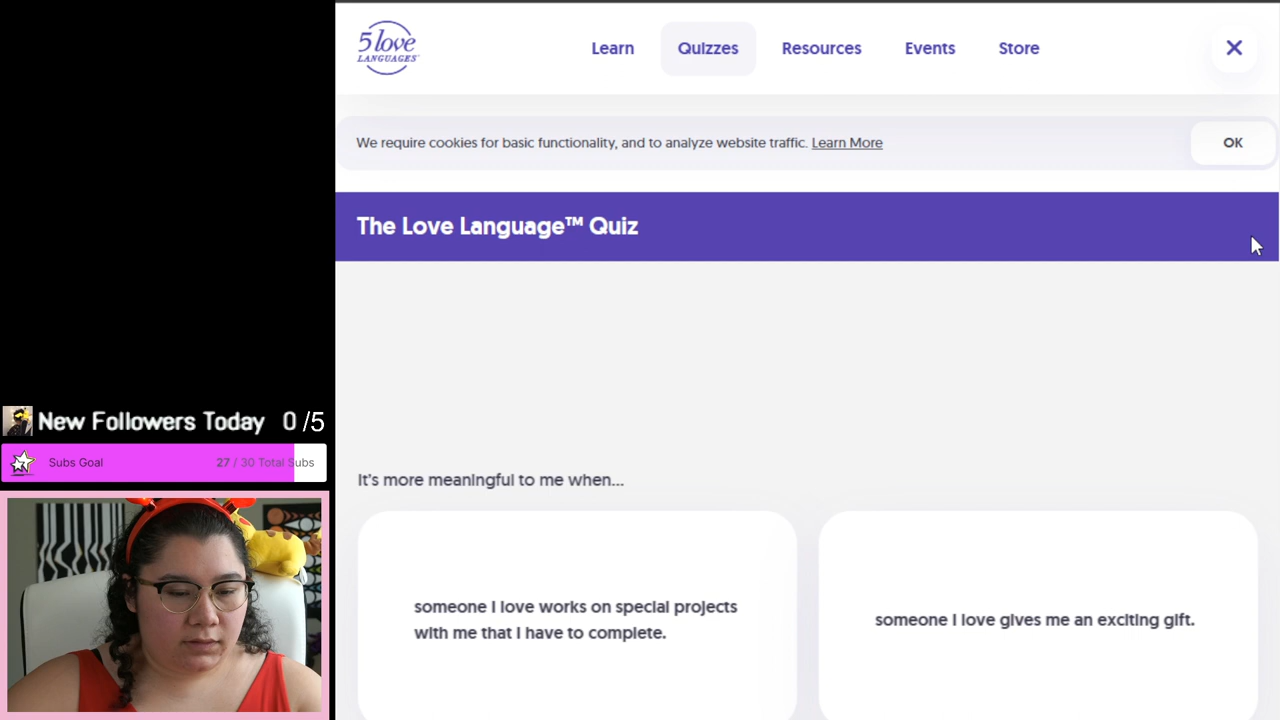 5 love
LANGUAGES
Learn
Quizzes
Resources
Events
Store
We require cookies for basic functionality, and to analyze website traffic. Learn More
OK
The Love Language™ Quiz
New Followers Today 0 /5
Subs Goal
27 / 30 Total Subs
It's more meaningful to me when...
someone I love works on special projects
with me that I have to complete.
someone I love gives me an exciting gift.